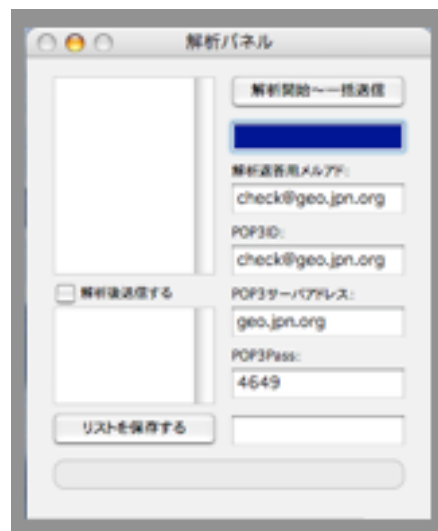 解析パネル
解析開始〜一括返信
解析返答用メルアド:
check@geo.jpn.org
POP3ID:
check@geo.jpn.org
解析後送信する
POP3サーバアドレス:
geo.jpn.org
POP3Pass:
4649
リストを保存する